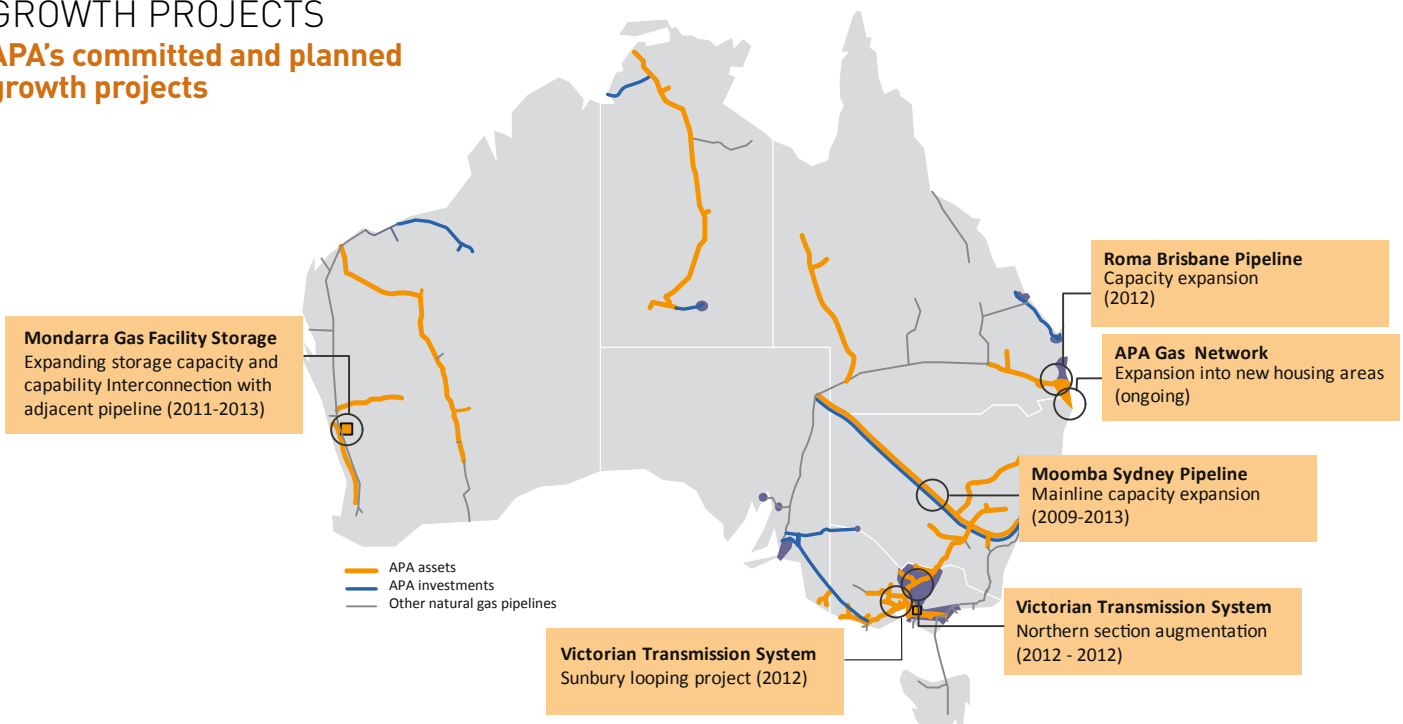 GROWTH PROJECTS
APA's committed and planned
growth projects
Roma Brisbane Pipeline
Capacity expansion
(2012)
Mondarra Gas Facility Storage
Expanding storage capacity and
capability Interconnection with
adjacent pipeline (2011-2013)
APA Gas Network
Expansion into new housing areas
(ongoing)
Moomba Sydney Pipeline
Mainline capacity expansion
(2009-2013)
APA assets
APA investments
Other natural gas pipelines
Victorian Transmission System
Northern section augmentation
(2012 - 2012)
Victorian Transmission System
Sunbury looping project (2012)